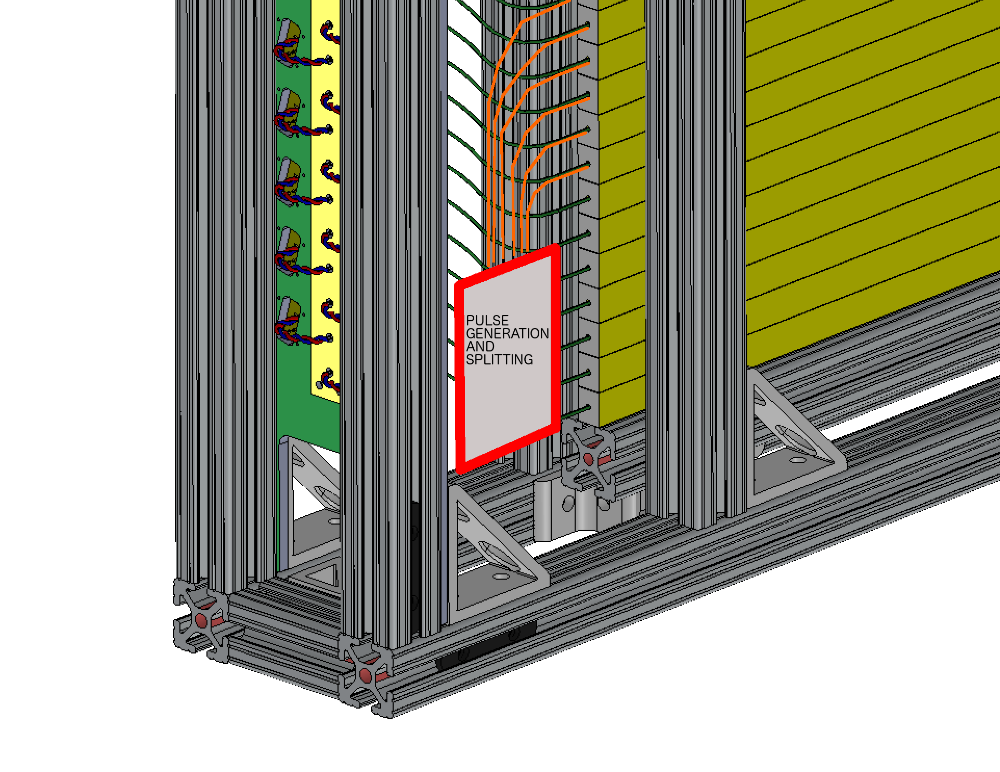 PULSE
GENERATION
AND
SPLITTING